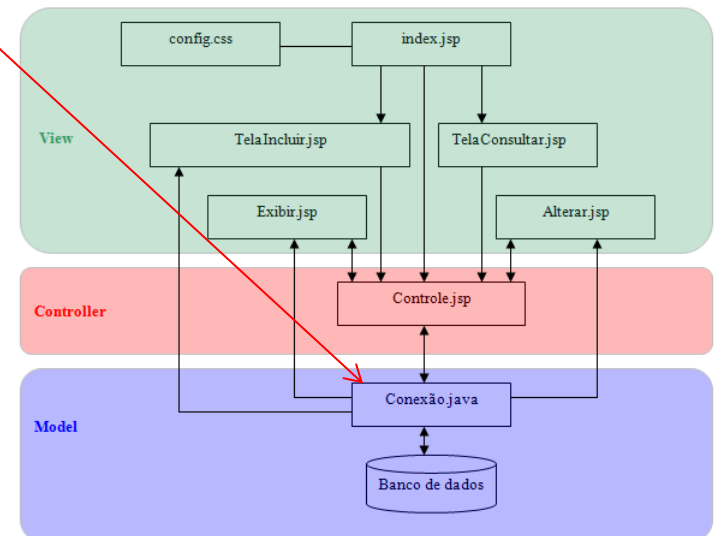 config.css
index.jsp
View
TelaIncluir.jsp
TelaConsultar.jsp
Exibir.jsp
Alterar.jsp
Controller
Controle.jsp
Model
Conexão.java
Banco de dados